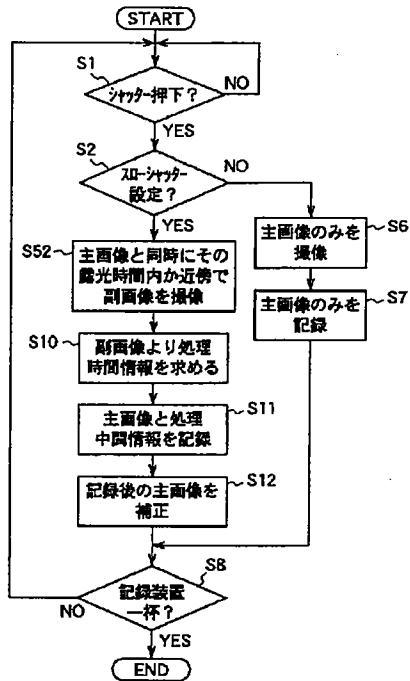 START
S1
シャッター押下？
NO
YES
S2
スローシャッター
設定？
NO
YES
S6
主画像のみを
撮像
S52
主画像と同時にその
露光時間内か近傍で
副画像を撮像
S7
主画像のみを
記録
S10
副画像より処理
時間情報を求める
S11
主画像と処理
中間情報を記録
S12
記録後の主画像を
補正
S8
記録装置
一杯？
NO
YES
END